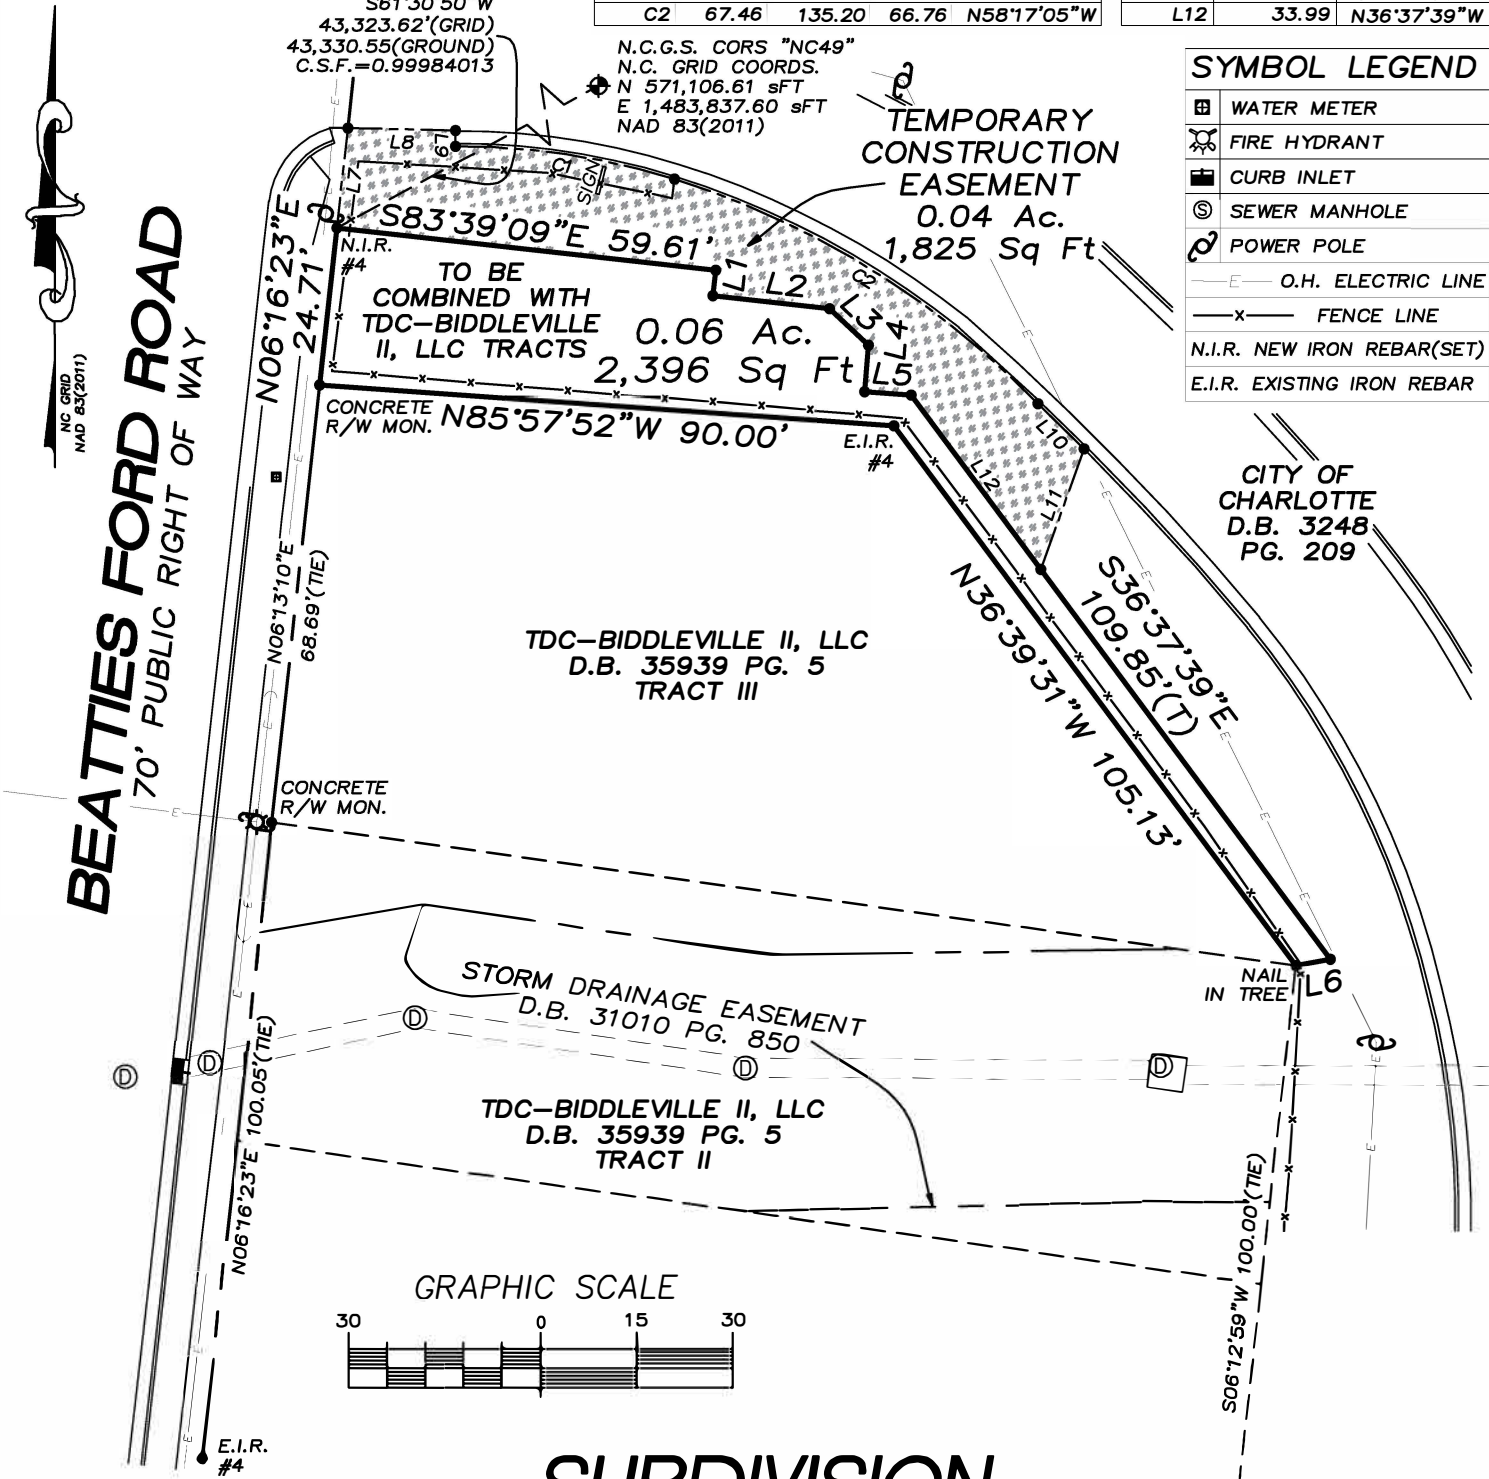 S61°30'50"W
43,323.62'(GRID)
43,330.55(GROUND)
C.S.F.=0.99984013
C2 67.46 135.20 66.76 N58°17'05"W
L12 33.99 N36°37'39"W
N.C.G.S. CORS "NC49"
N.C. GRID COORDS.
N 571,106.61 sFT
E 1,483,837.60 sFT
NAD 83(2011)
SYMBOL LEGEND
WATER METER
FIRE HYDRANT
CURB INLET
S SEWER MANHOLE
POWER POLE
E O.H. ELECTRIC LINE
x FENCE LINE
N.I.R. NEW IRON REBAR(SET)
E.I.R. EXISTING IRON REBAR
TEMPORARY
CONSTRUCTION
EASEMENT
0.04 Ac.
1,825 Sq Ft
NC GRID
NAD 83(2011)
BEATTIES FORD ROAD
70' PUBLIC RIGHT OF WAY
L8
L9
L7
C1
SIGN
C2
S83°39'09"E 59.61'
N.I.R.
#4
N06°16'23"E
24.71'
TO BE
COMBINED WITH
TDC-BIDDLEVILLE
II, LLC TRACTS
0.06 Ac.
2,396 Sq Ft
L1
L2
L3
L4
L5
CONCRETE
R/W MON.
N85°57'52"W 90.00'
E.I.R.
#4
L10
L11
L12
CITY OF
CHARLOTTE
D.B. 3248
PG. 209
N06°13'10"E
68.69'(TIE)
S36°37'39"E
109.85'(T)
N36°39'31"W 105.13'
TDC-BIDDLEVILLE II, LLC
D.B. 35939 PG. 5
TRACT III
CONCRETE
R/W MON.
NAIL
IN TREE
L6
STORM DRAINAGE EASEMENT
D.B. 31010 PG. 850
D
D
D
D
D
TDC-BIDDLEVILLE II, LLC
D.B. 35939 PG. 5
TRACT II
N06°16'23"E 100.05'(TIE)
S06°12'59"W 100.00'(TIE)
GRAPHIC SCALE
30 0 15 30
E.I.R.
#4
SUBDIVISION